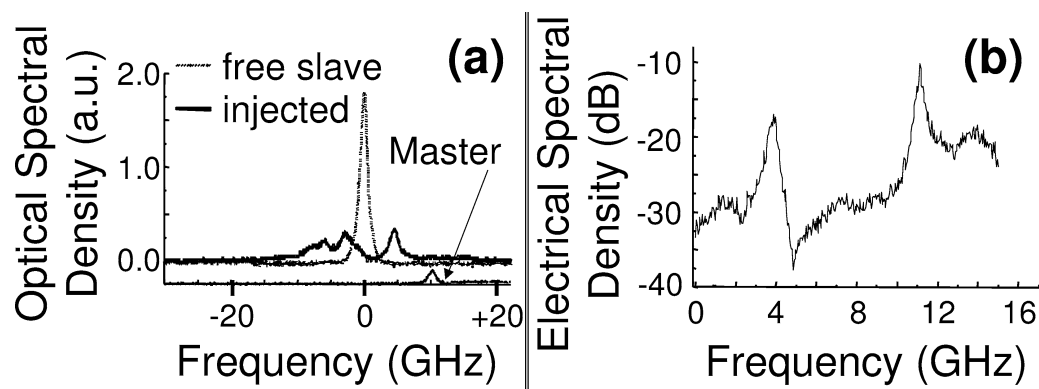 Optical Spectral
Density (a.u.)
2.0
1.0
0.0
free slave
injected
(a)
Master
-20
0
+20
Frequency (GHz)
Electrical Spectral
Density (dB)
-10
-20
-30
-40
(b)
0
4
8
12
16
Frequency (GHz)